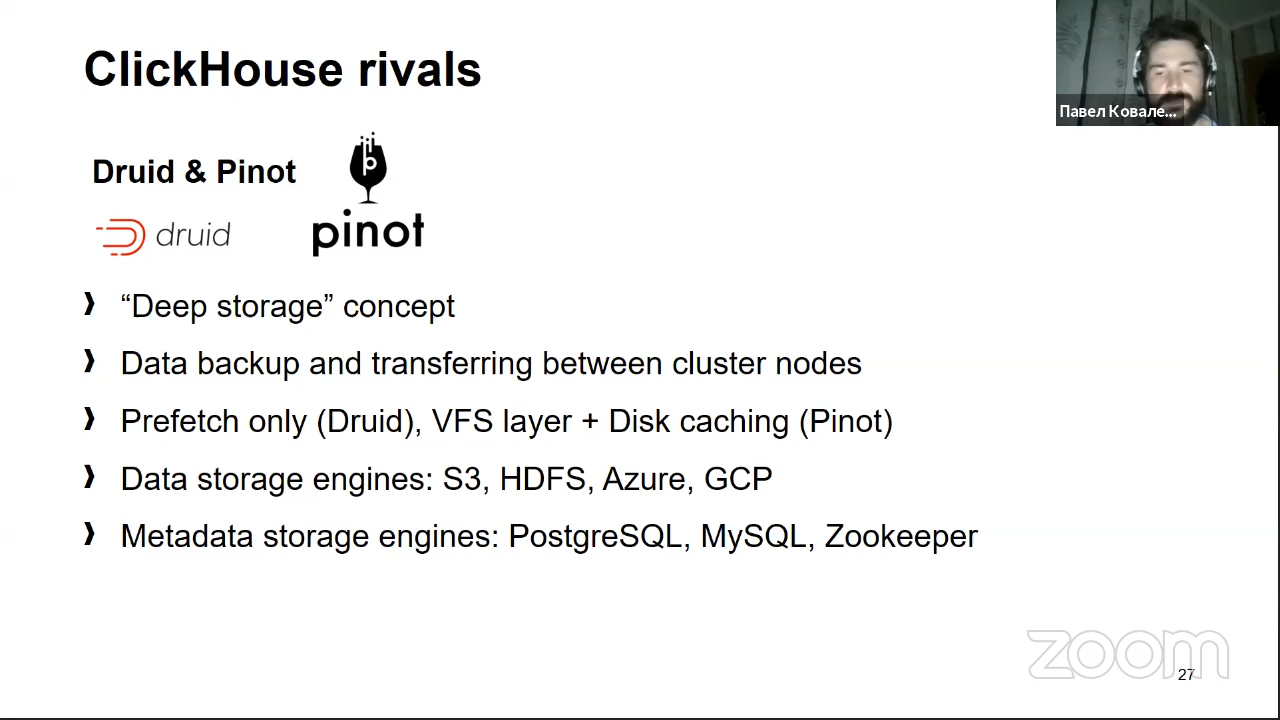 ClickHouse rivals
Павел Ковале...
Druid & Pinot
p
druid
pinot
“Deep storage” concept
Data backup and transferring between cluster nodes
Prefetch only (Druid), VFS layer + Disk caching (Pinot)
Data storage engines: S3, HDFS, Azure, GCP
Metadata storage engines: PostgreSQL, MySQL, Zookeeper
zoom
27